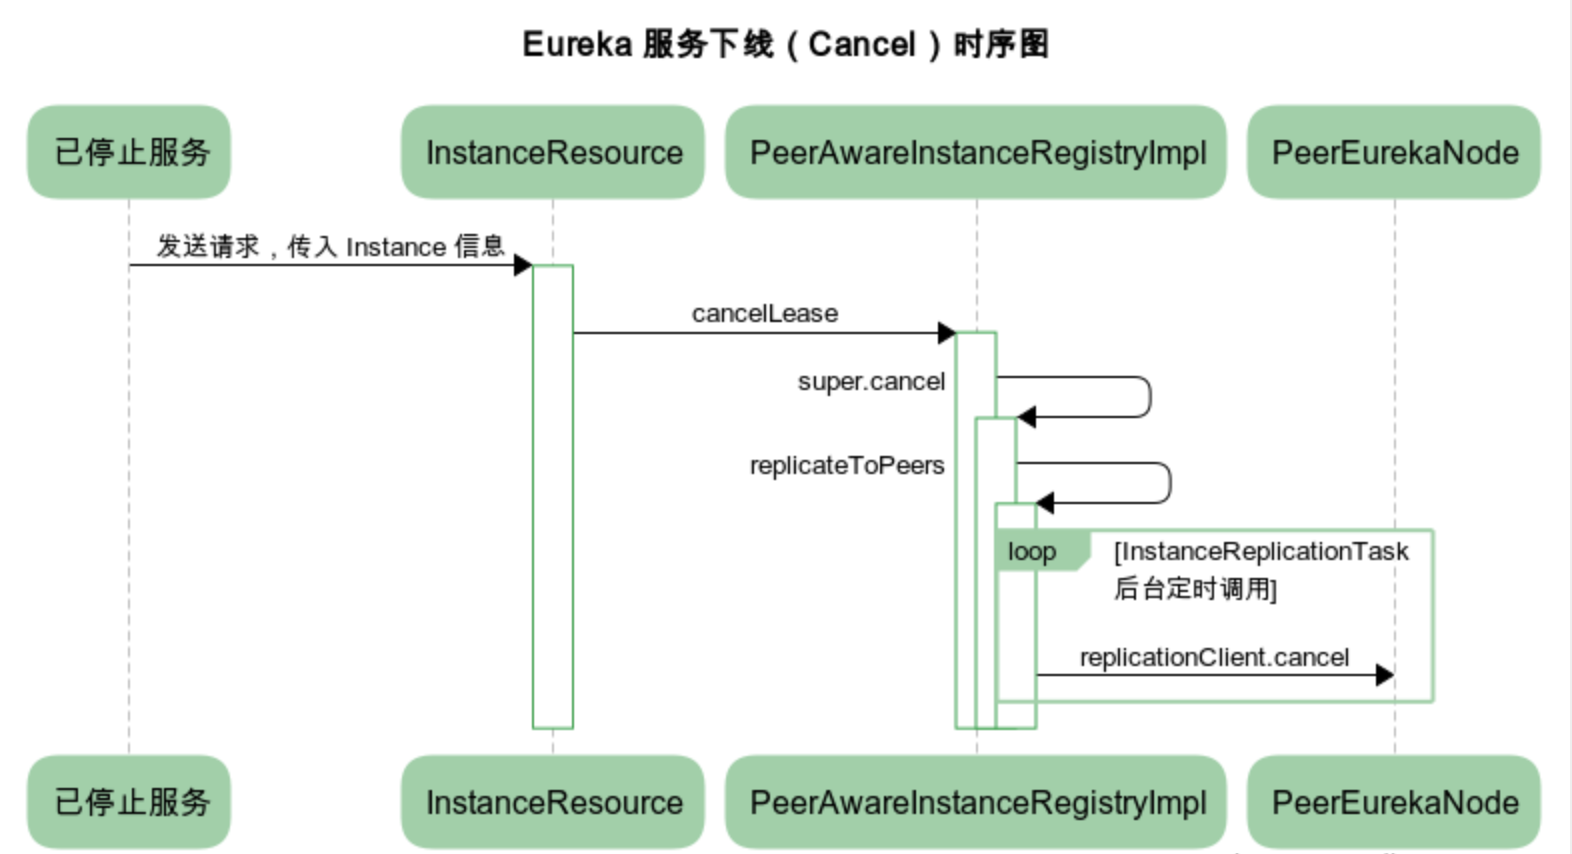 Eureka 服务下线（Cancel）时序图
已停止服务
InstanceResource
PeerAwareInstanceRegistryImpl
PeerEurekaNode
发送请求，传入 Instance 信息
cancelLease
super.cancel
replicateToPeers
loop
[InstanceReplicationTask
后台定时调用]
replicationClient.cancel
已停止服务
InstanceResource
PeerAwareInstanceRegistryImpl
PeerEurekaNode